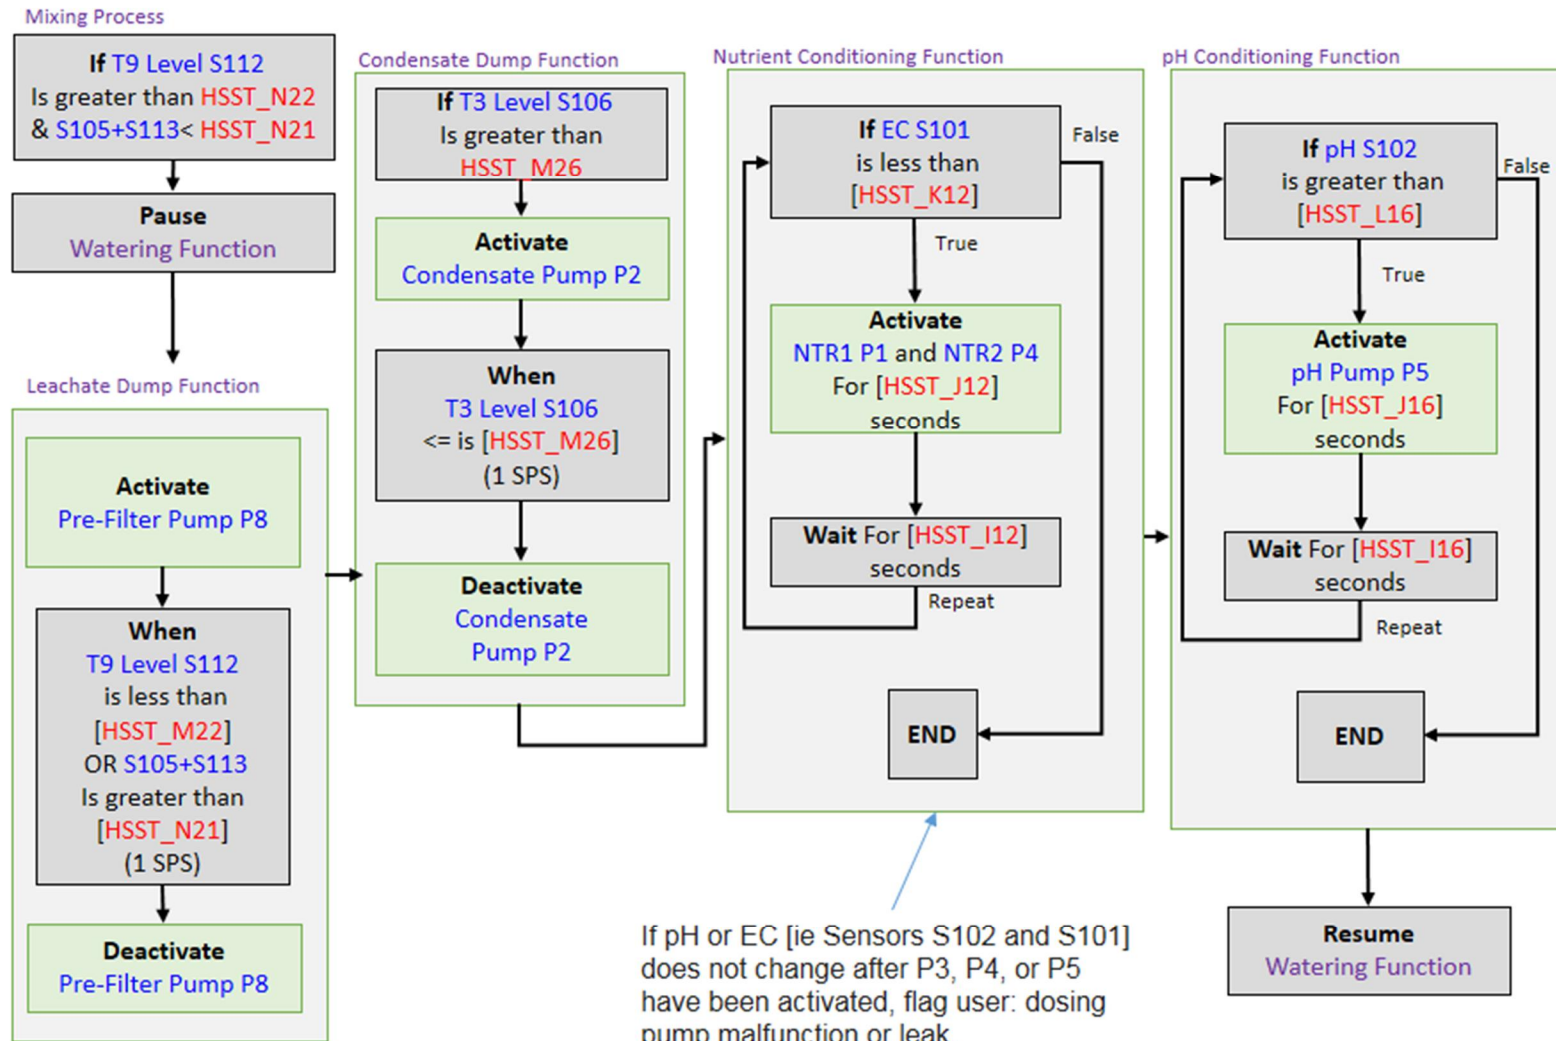 Mixing Process
If T9 Level S112
Is greater than HSST_N22
& S105+S113< HSST_N21
Pause
Watering Function
Leachate Dump Function
Activate
Pre-Filter Pump P8
When
T9 Level S112
is less than
[HSST_M22]
OR S105+S113
Is greater than
[HSST_N21]
(1 SPS)
Deactivate
Pre-Filter Pump P8
Condensate Dump Function
If T3 Level S106
Is greater than
HSST_M26
Activate
Condensate Pump P2
When
T3 Level S106
<= is [HSST_M26]
(1 SPS)
Deactivate
Condensate
Pump P2
Nutrient Conditioning Function
If EC S101
is less than
[HSST_K12]
False
True
Activate
NTR1 P1 and NTR2 P4
For [HSST_J12]
seconds
Wait For [HSST_I12]
seconds
Repeat
END
If pH or EC [ie Sensors S102 and S101]
does not change after P3, P4, or P5
have been activated, flag user: dosing
pump malfunction or leak
pH Conditioning Function
If pH S102
is greater than
[HSST_L16]
False
True
Activate
pH Pump P5
For [HSST_J16]
seconds
Wait For [HSST_I16]
seconds
Repeat
END
Resume
Watering Function